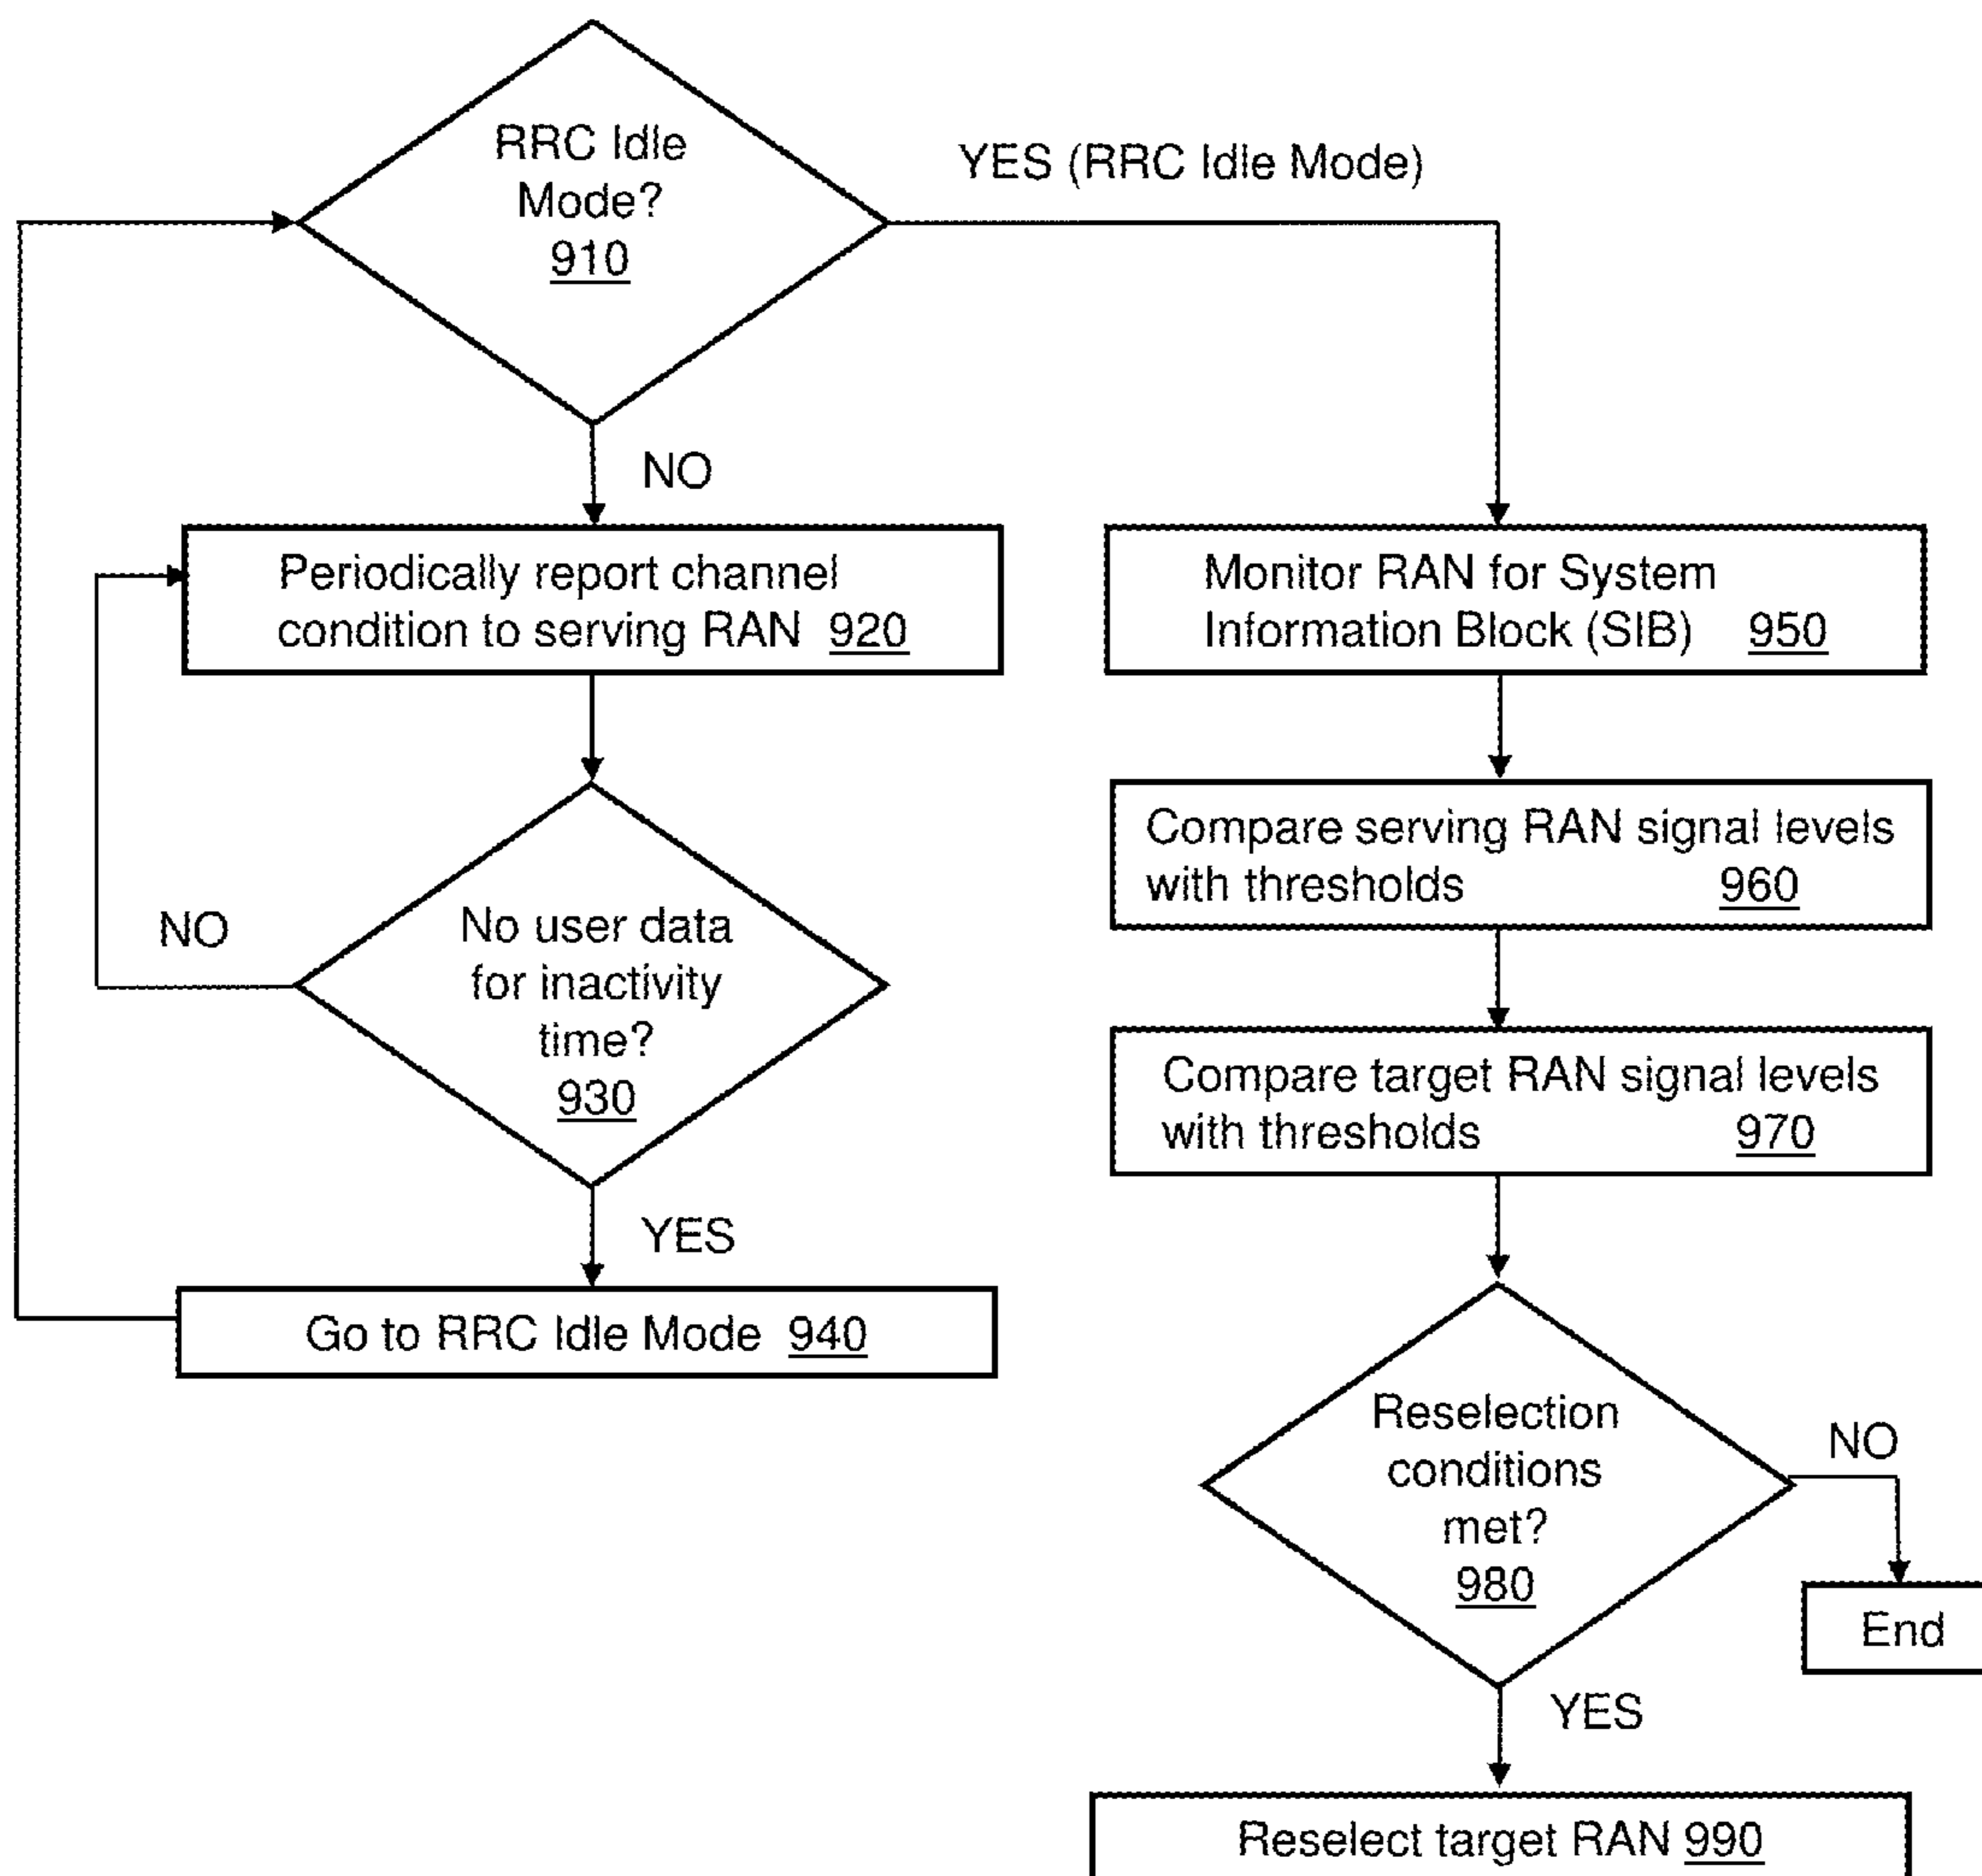 RRC Idle
Mode?
910
YES (RRC Idle Mode)
NO
Periodically report channel
condition to serving RAN 920
No user data
for inactivity
time?
930
NO
YES
Go to RRC Idle Mode 940
Monitor RAN for System
Information Block (SIB) 950
Compare serving RAN signal levels
with thresholds 960
Compare target RAN signal levels
with thresholds 970
Reselection
conditions
met?
980
NO
End
YES
Reselect target RAN 990